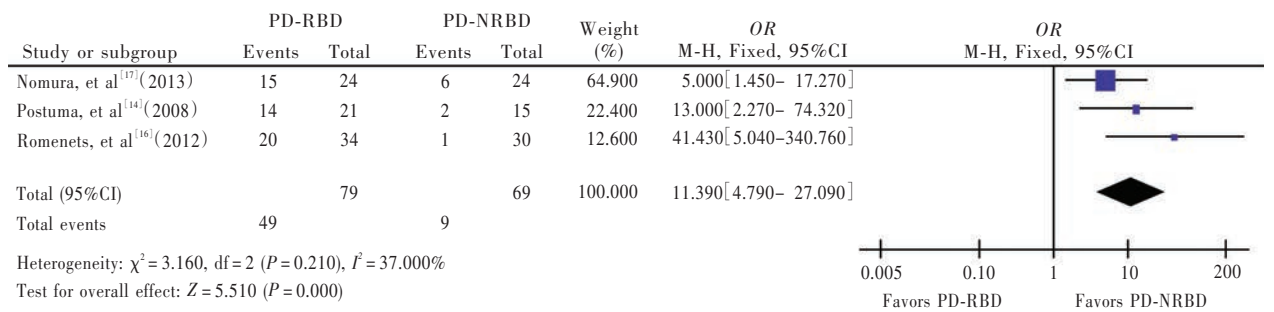 PD-RBD PD-NRBD Weight OR OR
Study or subgroup Events Total Events Total (%) M-H, Fixed, 95%CI M-H, Fixed, 95%CI
Nomura, et al[17](2013) 15 24 6 24 64.900 5.000[1.450- 17.270]
Postuma, et al[14](2008) 14 21 2 15 22.400 13.000[2.270- 74.320]
Romenets, et al[16](2012) 20 34 1 30 12.600 41.430[5.040-340.760]
Total (95%CI) 79 69 100.000 11.390[4.790- 27.090]
Total events 49 9
Heterogeneity: χ² = 3.160, df = 2 (P = 0.210), I² = 37.000%
Test for overall effect: Z = 5.510 (P = 0.000)
0.005 0.10 1 10 200
Favors PD-RBD Favors PD-NRBD